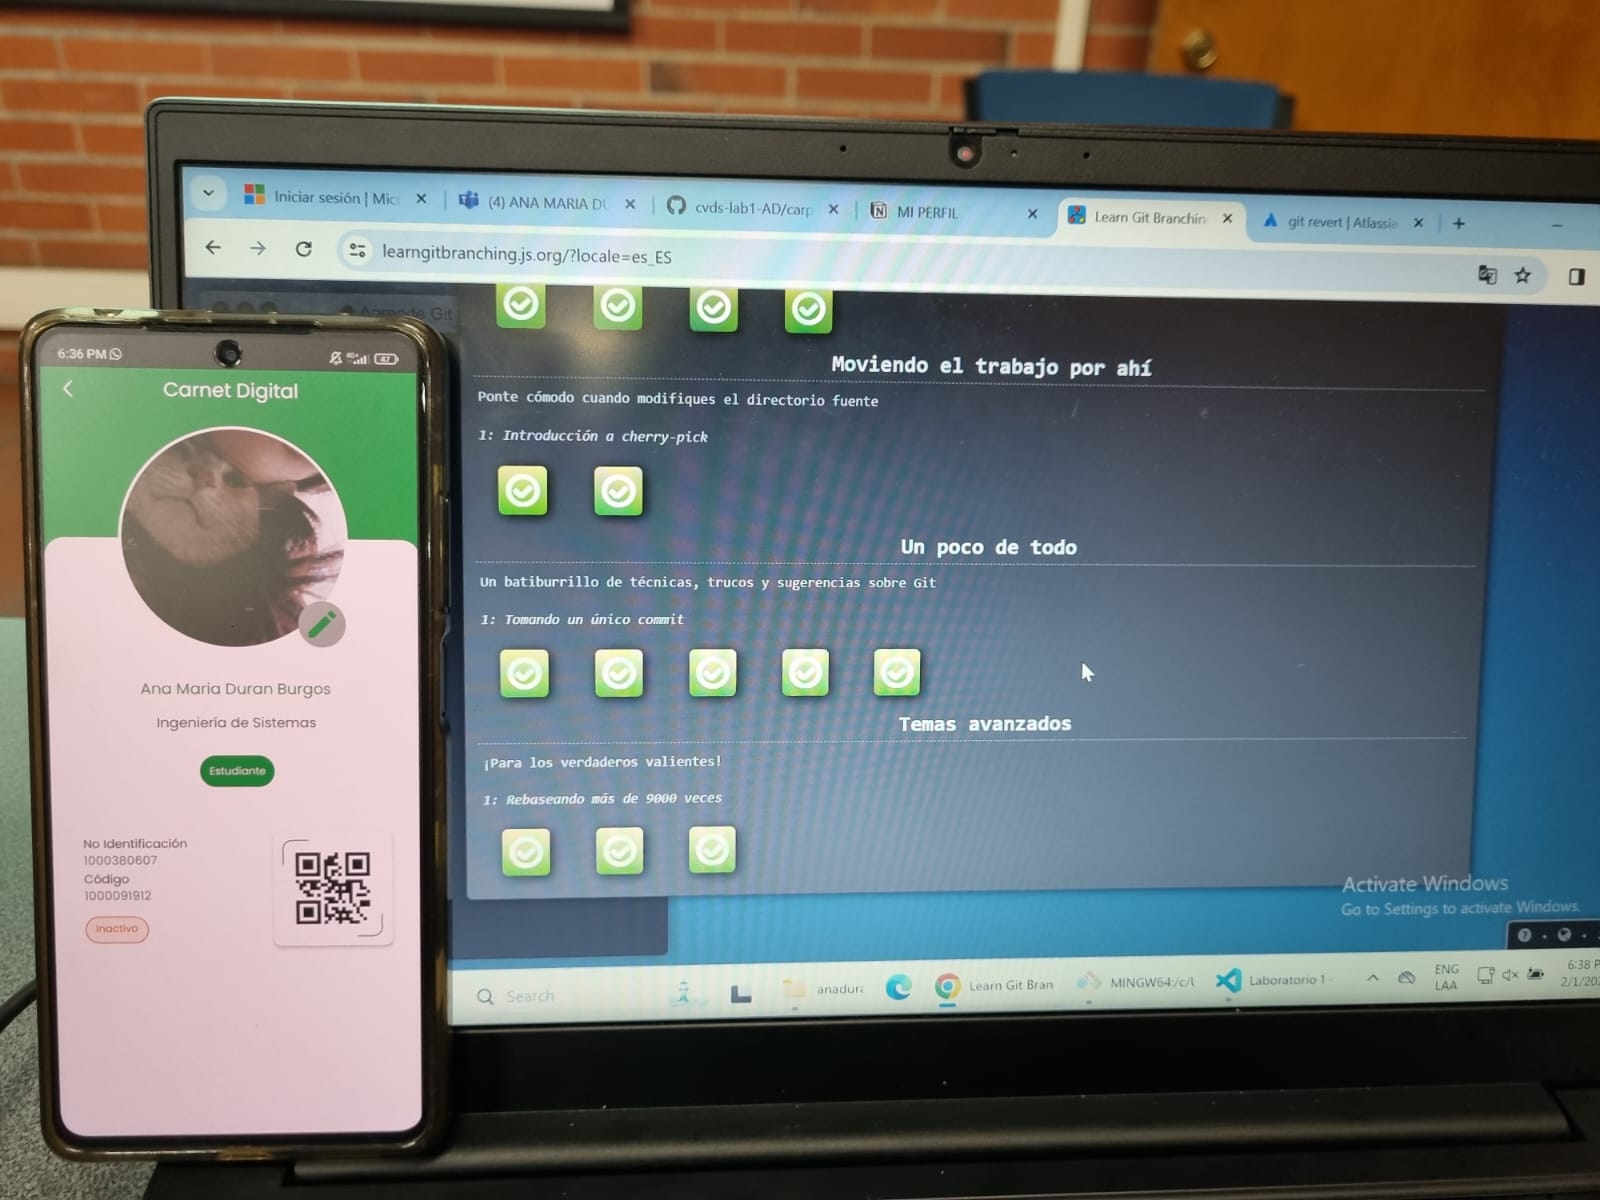 Iniciar sesión | Mic
(4) ANA MARIA DU
cvds-lab1-AD/carp
MI PERFIL
Learn Git Branchin
git revert | Atlassia
learngitbranching.js.org/?locale=es_ES
Aprende Git
Moviendo el trabajo por ahí
Ponte cómodo cuando modifiques el directorio fuente
1: Introducción a cherry-pick
Un poco de todo
Un batiburrillo de técnicas, trucos y sugerencias sobre Git
1: Tomando un único commit
Temas avanzados
¡Para los verdaderos valientes!
1: Rebaseando más de 9000 veces
Activate Windows
Go to Settings to activate Windows.
Search
anadura
Learn Git Bran
MINGW64:/c/L
Laboratorio 1
ENG
LAA
6:38 P
2/1/202
6:36 PM
4G+
47
Carnet Digital
Ana Maria Duran Burgos
Ingeniería de Sistemas
Estudiante
No Identificación
1000380607
Código
1000091912
Inactivo